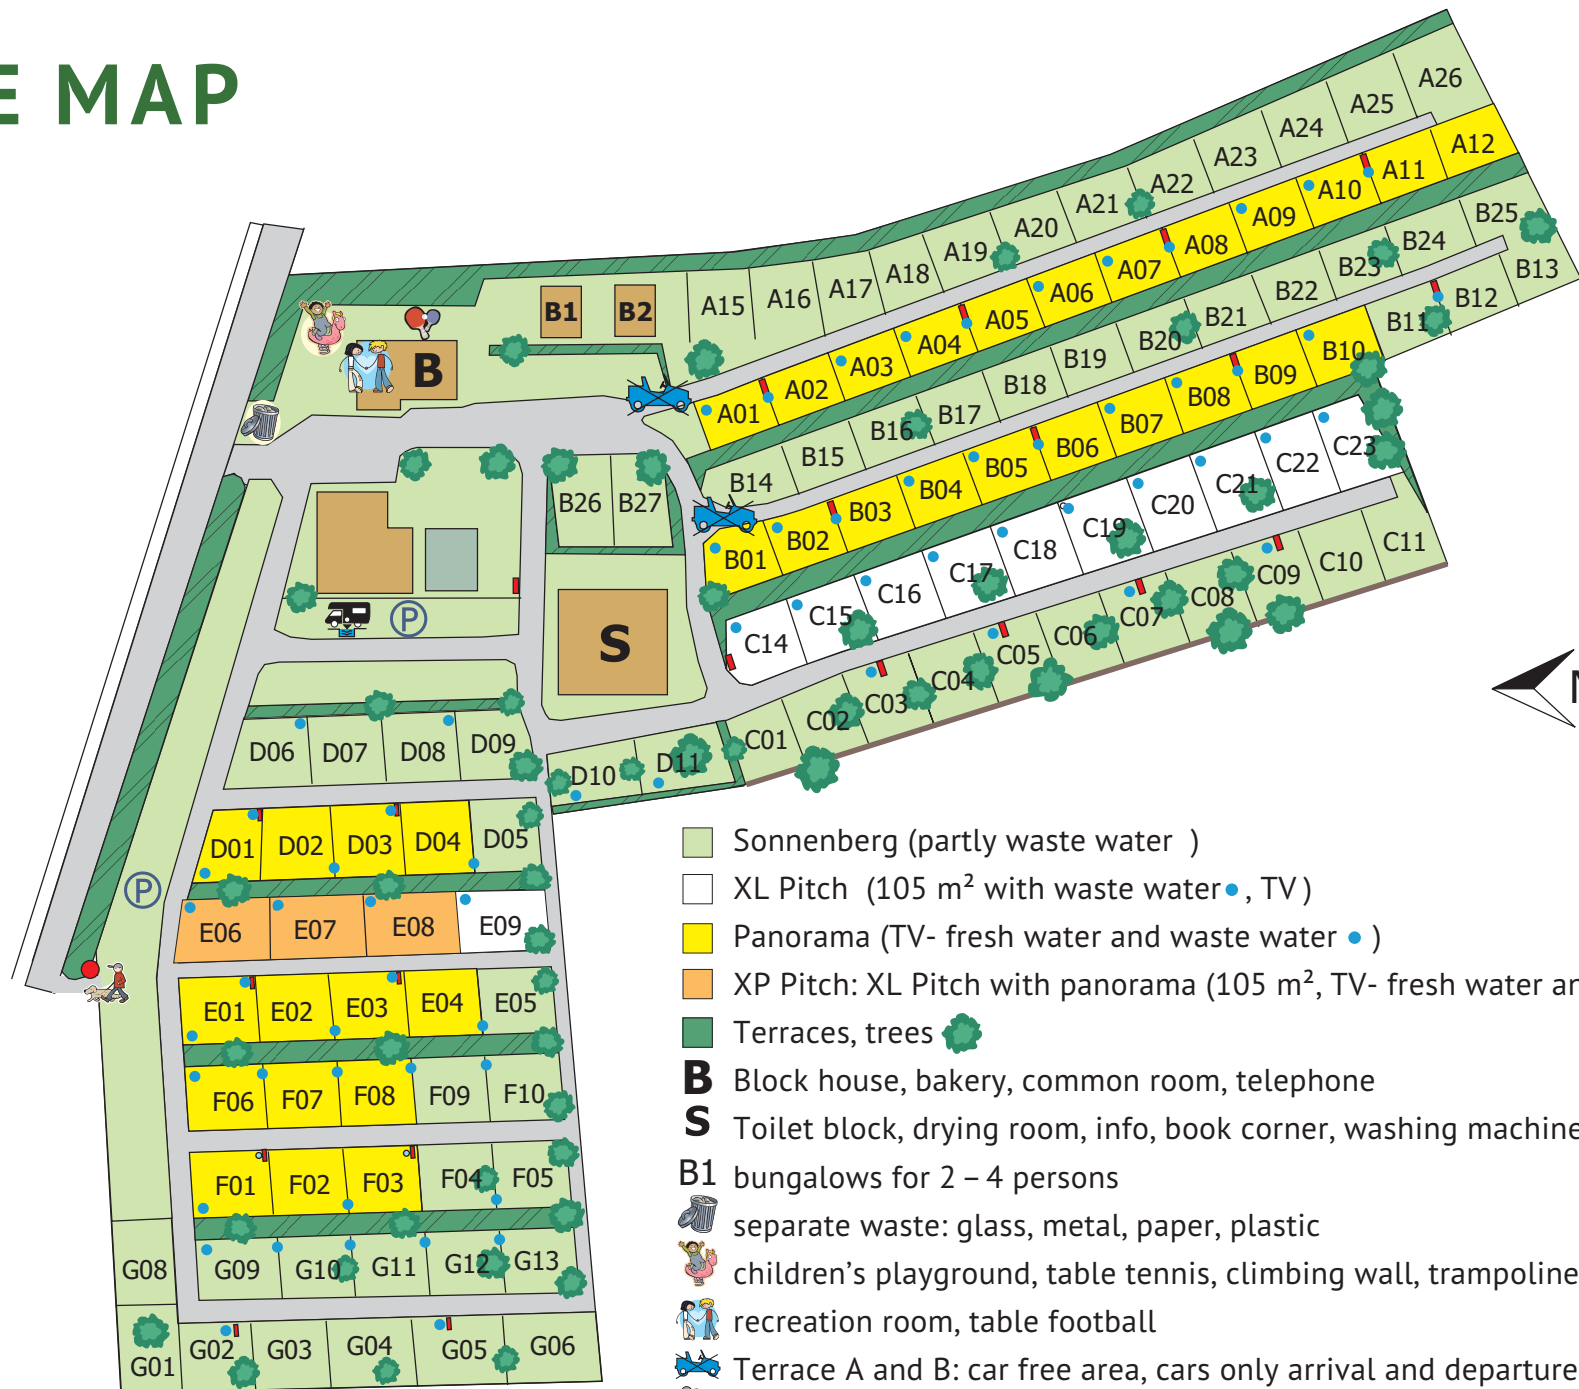 E MAP
A26
A25
A24
A23
A22
A21
A20
A19
A18
A17
A16
A15
A12
A11
A10
A09
A08
A07
A06
A05
A04
A03
A02
A01
B25
B24
B23
B22
B21
B20
B19
B18
B17
B16
B15
B14
B13
B12
B11
B10
B09
B08
B07
B06
B05
B04
B03
B02
B01
B1
B2
B
B26
B27
S
P
C23
C22
C21
C20
C19
C18
C17
C16
C15
C14
C11
C10
C09
C08
C07
C06
C05
C04
C03
C02
C01
D06
D07
D08
D09
D10
D11
D01
D02
D03
D04
D05
P
E06
E07
E08
E09
E01
E02
E03
E04
E05
F06
F07
F08
F09
F10
F01
F02
F03
F04
F05
G08
G09
G10
G11
G12
G13
G01
G02
G03
G04
G05
G06
Sonnenberg (partly waste water )
XL Pitch (105 m² with waste water , TV )
Panorama (TV- fresh water and waste water )
XP Pitch: XL Pitch with panorama (105 m², TV- fresh water an
Terraces, trees
B Block house, bakery, common room, telephone
S Toilet block, drying room, info, book corner, washing machine
B1 bungalows for 2 – 4 persons
separate waste: glass, metal, paper, plastic
children's playground, table tennis, climbing wall, trampoline
recreation room, table football
Terrace A and B: car free area, cars only arrival and departure